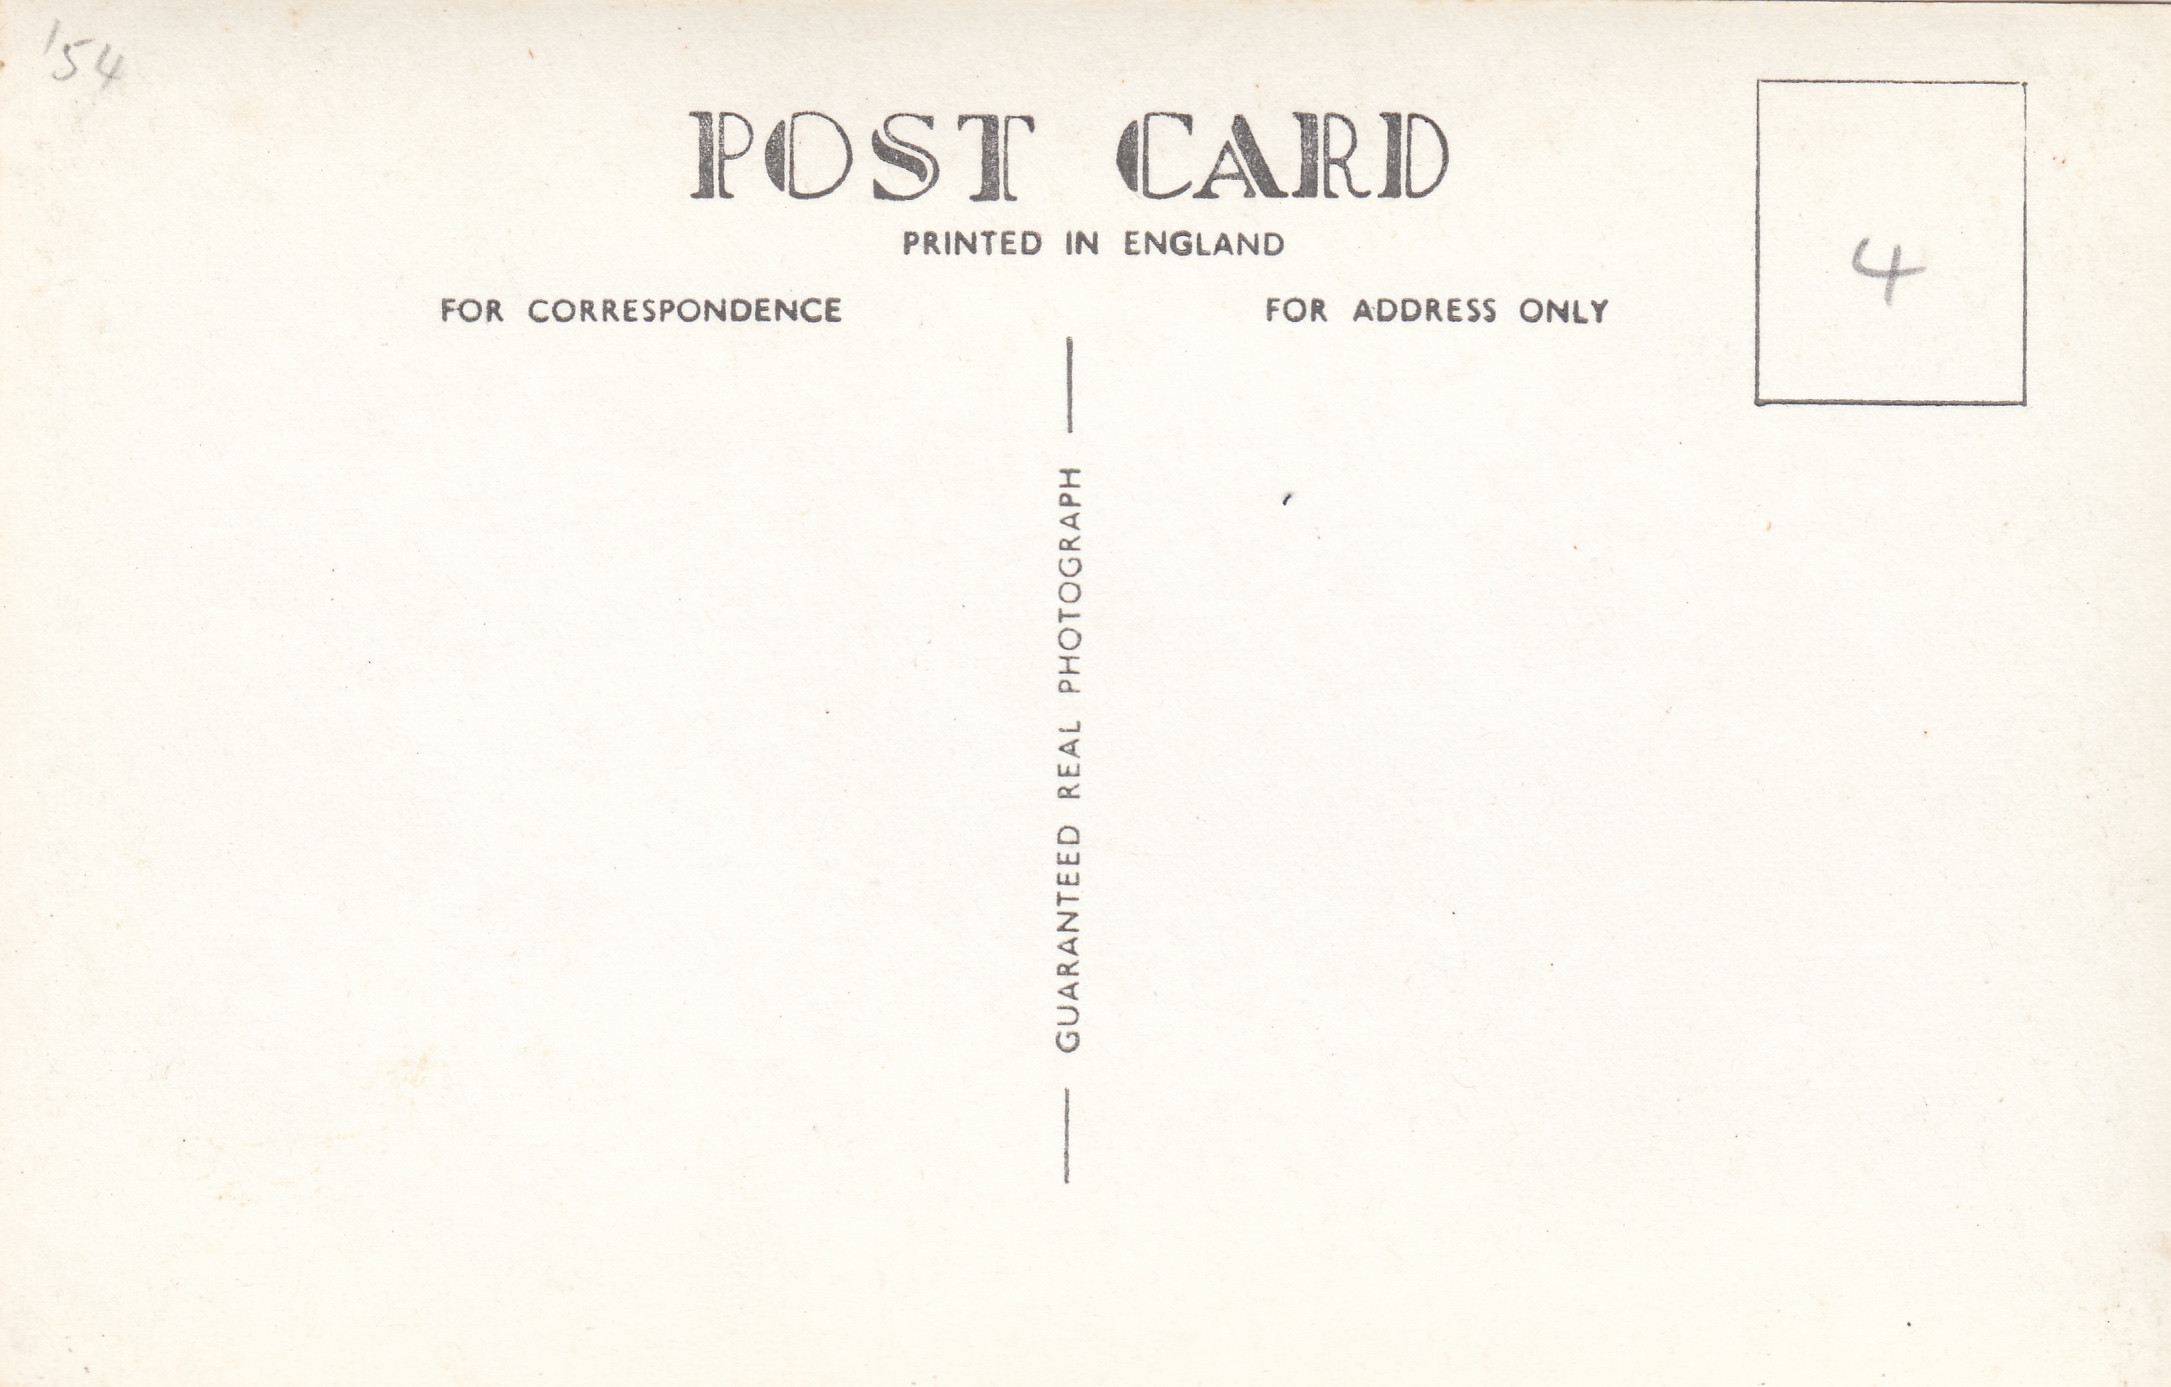 '54
POST CARD
PRINTED IN ENGLAND
FOR CORRESPONDENCE
FOR ADDRESS ONLY
4
GUARANTEED REAL PHOTOGRAPH